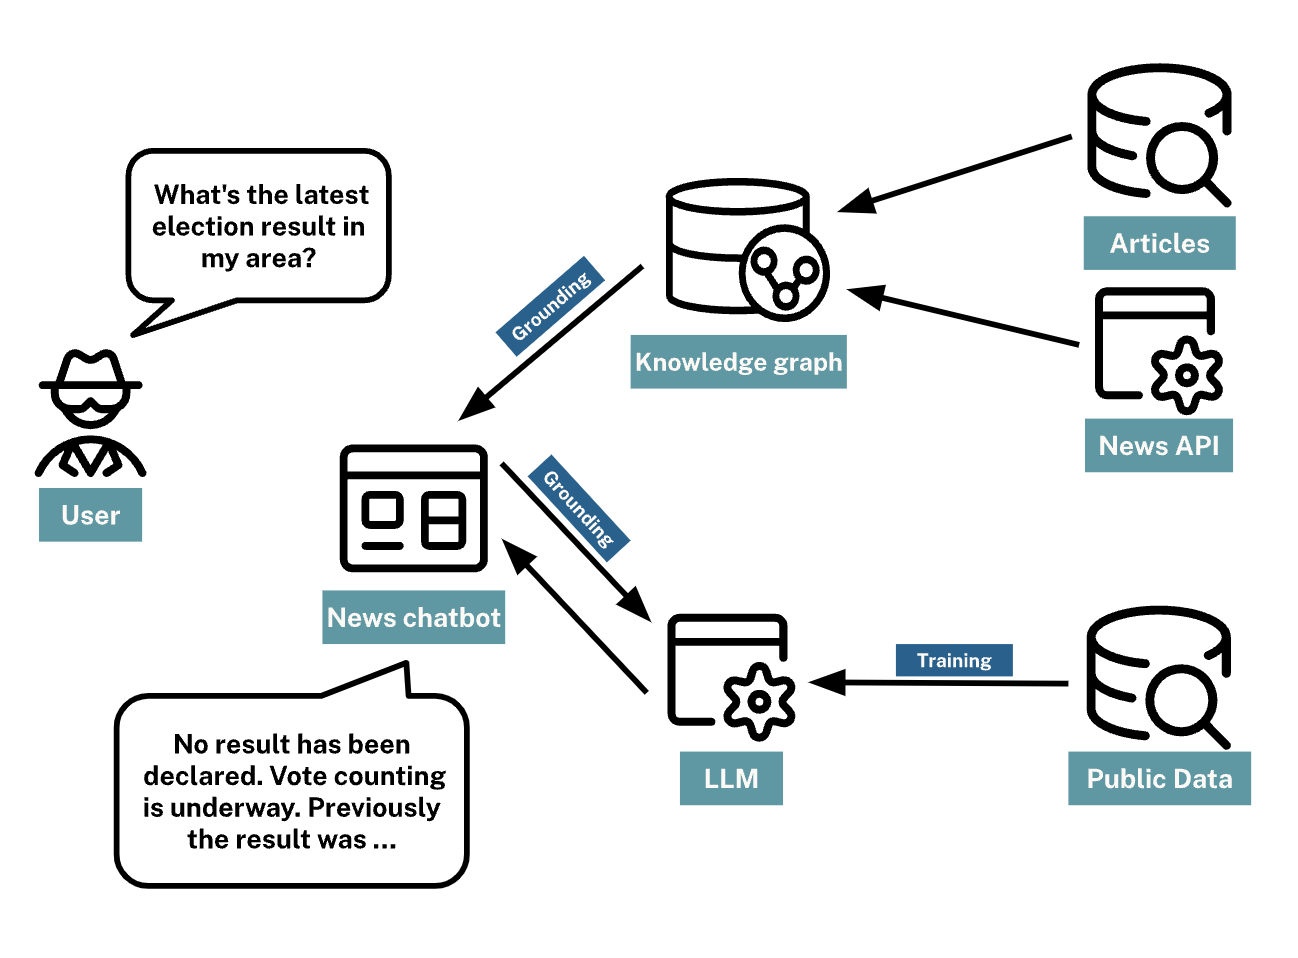 What's the latest
election result in
my area?
User
Grounding
Knowledge graph
Articles
News API
News chatbot
Grounding
LLM
Training
Public Data
No result has been
declared. Vote counting
is underway. Previously
the result was ...